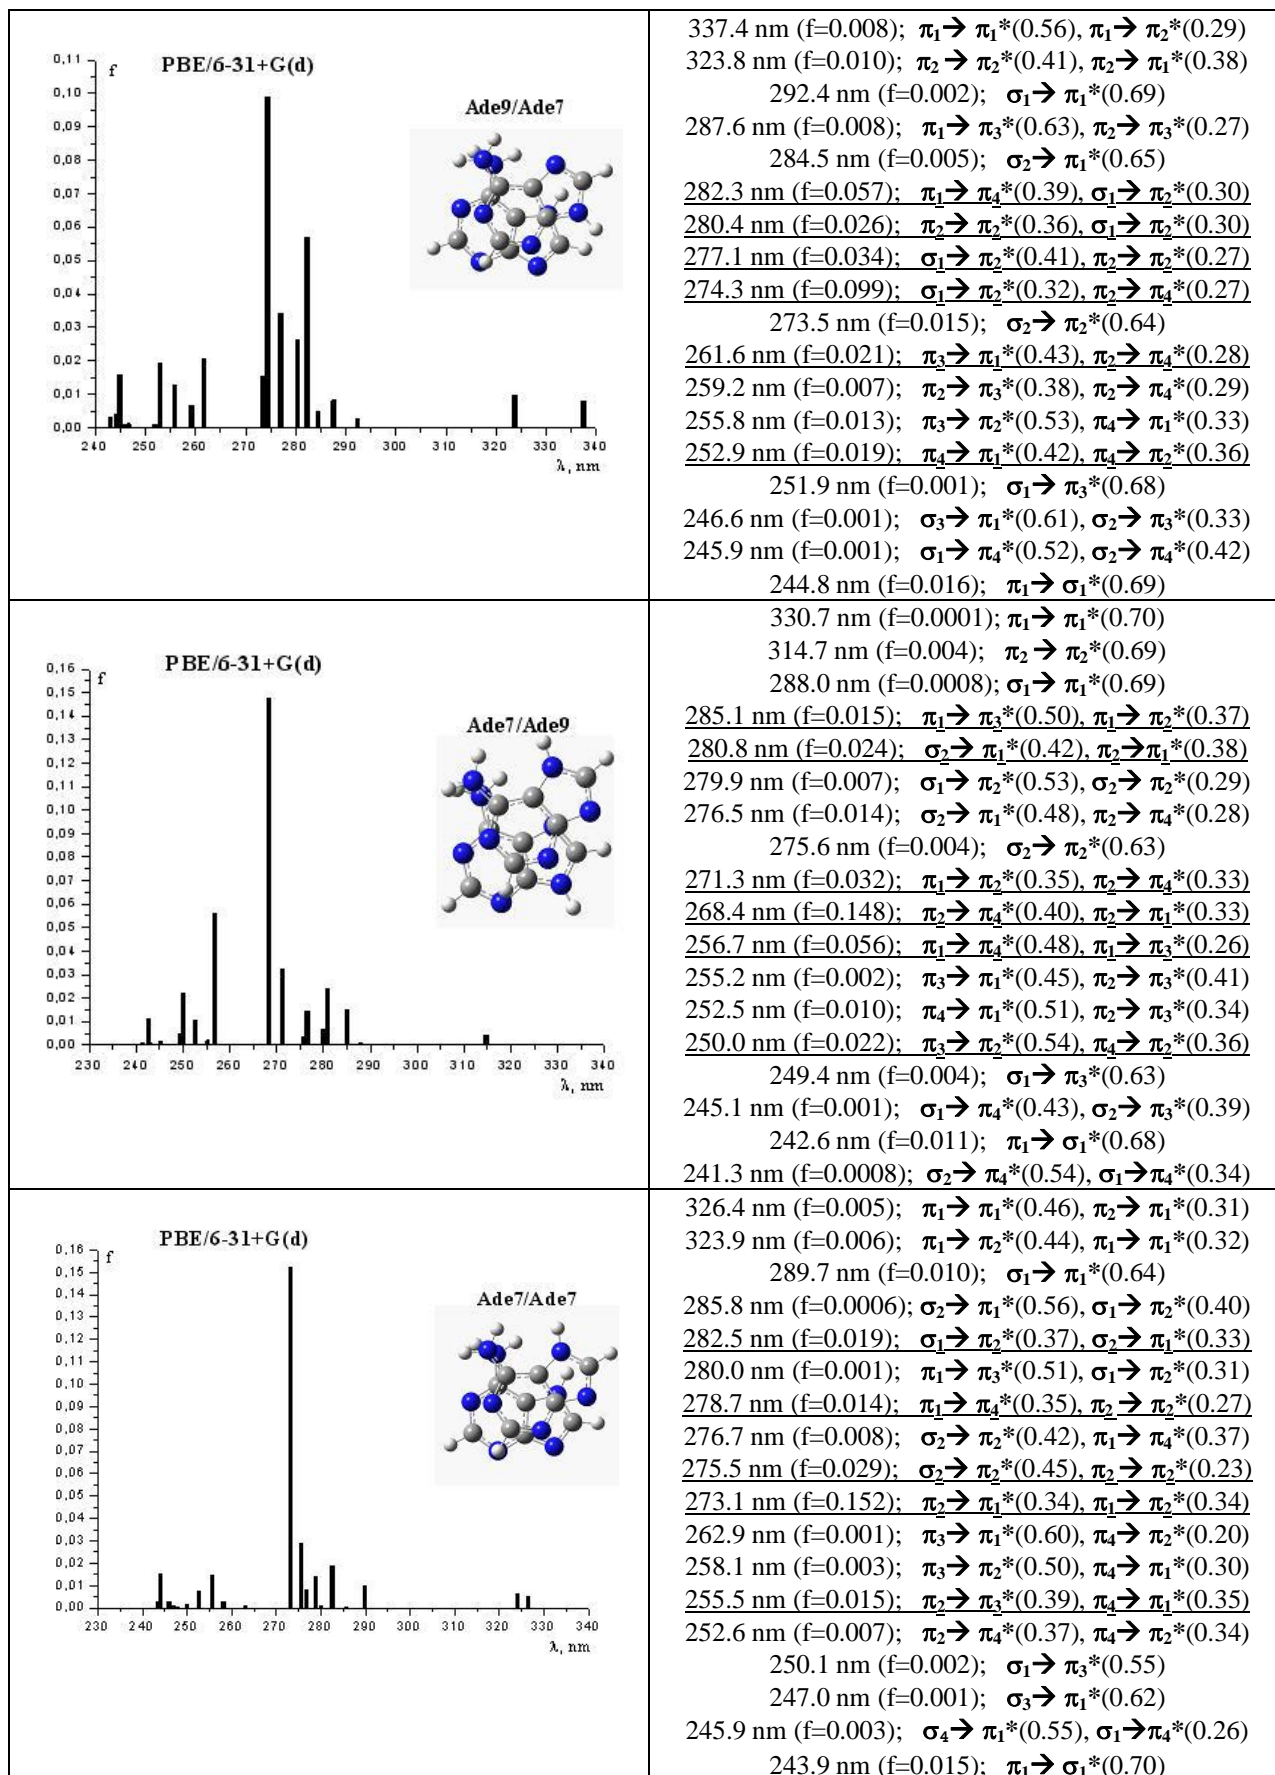 0,11
f
PBE/6-31+G(d)
0,10
0,09
Ade9/Ade7
0,08
0,07
0,06
0,05
0,04
0,03
0,02
0,01
0,00
240 250 260 270 280 290 300 310 320 330 340
λ, nm
337.4 nm (f=0.008); π₁➔ π₁*(0.56), π₁➔ π₂*(0.29)
323.8 nm (f=0.010); π₂ ➔ π₂*(0.41), π₂➔ π₁*(0.38)
292.4 nm (f=0.002); σ₁➔ π₁*(0.69)
287.6 nm (f=0.008); π₁➔ π₃*(0.63), π₂➔ π₃*(0.27)
284.5 nm (f=0.005); σ₂➔ π₁*(0.65)
282.3 nm (f=0.057); π₁➔ π₄*(0.39), σ₁➔ π₂*(0.30)
280.4 nm (f=0.026); π₂➔ π₂*(0.36), σ₁➔ π₂*(0.30)
277.1 nm (f=0.034); σ₁➔ π₂*(0.41), π₂➔ π₂*(0.27)
274.3 nm (f=0.099); σ₁➔ π₂*(0.32), π₂➔ π₄*(0.27)
273.5 nm (f=0.015); σ₂➔ π₂*(0.64)
261.6 nm (f=0.021); π₃➔ π₁*(0.43), π₂➔ π₄*(0.28)
259.2 nm (f=0.007); π₂➔ π₃*(0.38), π₂➔ π₄*(0.29)
255.8 nm (f=0.013); π₃➔ π₂*(0.53), π₄➔ π₁*(0.33)
252.9 nm (f=0.019); π₄➔ π₁*(0.42), π₄➔ π₂*(0.36)
251.9 nm (f=0.001); σ₁➔ π₃*(0.68)
246.6 nm (f=0.001); σ₃➔ π₁*(0.61), σ₂➔ π₃*(0.33)
245.9 nm (f=0.001); σ₁➔ π₄*(0.52), σ₂➔ π₄*(0.42)
244.8 nm (f=0.016); π₁➔ σ₁*(0.69)
0,16
f
PBE/6-31+G(d)
0,15
0,14
0,13
Ade7/Ade9
0,12
0,11
0,10
0,09
0,08
0,07
0,06
0,05
0,04
0,03
0,02
0,01
0,00
230 240 250 260 270 280 290 300 310 320 330 340
λ, nm
330.7 nm (f=0.0001); π₁➔ π₁*(0.70)
314.7 nm (f=0.004); π₂ ➔ π₂*(0.69)
288.0 nm (f=0.0008); σ₁➔ π₁*(0.69)
285.1 nm (f=0.015); π₁➔ π₃*(0.50), π₁➔ π₂*(0.37)
280.8 nm (f=0.024); σ₂➔ π₁*(0.42), π₂➔π₁*(0.38)
279.9 nm (f=0.007); σ₁➔ π₂*(0.53), σ₂➔ π₂*(0.29)
276.5 nm (f=0.014); σ₂➔ π₁*(0.48), π₂➔ π₄*(0.28)
275.6 nm (f=0.004); σ₂➔ π₂*(0.63)
271.3 nm (f=0.032); π₁➔ π₂*(0.35), π₂➔ π₄*(0.33)
268.4 nm (f=0.148); π₂➔ π₄*(0.40), π₂➔ π₁*(0.33)
256.7 nm (f=0.056); π₁➔ π₄*(0.48), π₁➔ π₃*(0.26)
255.2 nm (f=0.002); π₃➔ π₁*(0.45), π₂➔ π₃*(0.41)
252.5 nm (f=0.010); π₄➔ π₁*(0.51), π₂➔ π₃*(0.34)
250.0 nm (f=0.022); π₃➔ π₂*(0.54), π₄➔ π₂*(0.36)
249.4 nm (f=0.004); σ₁➔ π₃*(0.63)
245.1 nm (f=0.001); σ₁➔ π₄*(0.43), σ₂➔ π₃*(0.39)
242.6 nm (f=0.011); π₁➔ σ₁*(0.68)
241.3 nm (f=0.0008); σ₂➔ π₄*(0.54), σ₁➔π₄*(0.34)
0,16
f
PBE/6-31+G(d)
0,15
0,14
Ade7/Ade7
0,13
0,12
0,11
0,10
0,09
0,08
0,07
0,06
0,05
0,04
0,03
0,02
0,01
0,00
230 240 250 260 270 280 290 300 310 320 330 340
λ, nm
326.4 nm (f=0.005); π₁➔ π₁*(0.46), π₂➔ π₁*(0.31)
323.9 nm (f=0.006); π₁➔ π₂*(0.44), π₁➔ π₁*(0.32)
289.7 nm (f=0.010); σ₁➔ π₁*(0.64)
285.8 nm (f=0.0006); σ₂➔ π₁*(0.56), σ₁➔ π₂*(0.40)
282.5 nm (f=0.019); σ₁➔ π₂*(0.37), σ₂➔ π₁*(0.33)
280.0 nm (f=0.001); π₁➔ π₃*(0.51), σ₁➔ π₂*(0.31)
278.7 nm (f=0.014); π₁➔ π₄*(0.35), π₂➔ π₂*(0.27)
276.7 nm (f=0.008); σ₂➔ π₂*(0.42), π₁➔ π₄*(0.37)
275.5 nm (f=0.029); σ₂➔ π₂*(0.45), π₂➔ π₂*(0.23)
273.1 nm (f=0.152); π₂➔ π₁*(0.34), π₁➔ π₂*(0.34)
262.9 nm (f=0.001); π₃➔ π₁*(0.60), π₄➔ π₂*(0.20)
258.1 nm (f=0.003); π₃➔ π₂*(0.50), π₄➔ π₁*(0.30)
255.5 nm (f=0.015); π₂➔ π₃*(0.39), π₄➔ π₁*(0.35)
252.6 nm (f=0.007); π₂➔ π₄*(0.37), π₄➔ π₂*(0.34)
250.1 nm (f=0.002); σ₁➔ π₃*(0.55)
247.0 nm (f=0.001); σ₃➔ π₁*(0.62)
245.9 nm (f=0.003); σ₄➔ π₁*(0.55), σ₁➔π₄*(0.26)
243.9 nm (f=0.015); π₁➔ σ₁*(0.70)